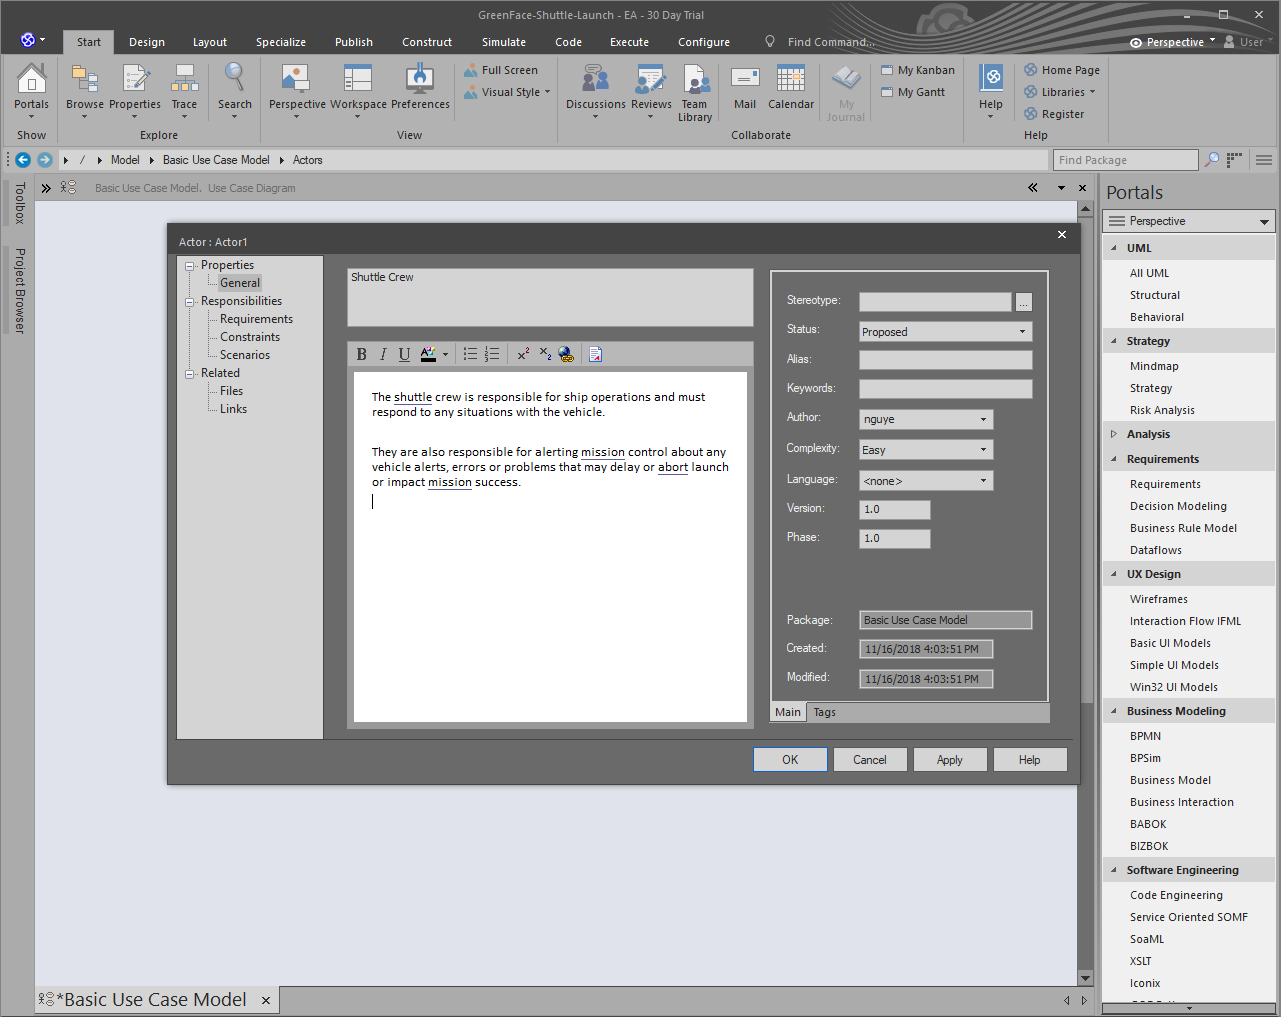 GreenFace-Shuttle-Launch - EA - 30 Day Trial
Start Design Layout Specialize Publish Construct Simulate Code Execute Configure Find Command... Perspective User
Portals Browse Properties Trace Search Perspective Workspace Preferences Full Screen Visual Style Discussions Reviews Team Library Mail Calendar My Journal My Kanban My Gantt Help Home Page Libraries Register
Show Explore View Collaborate Help
/ Model Basic Use Case Model Actors Find Package
Toolbox
Project Browser
Basic Use Case Model. Use Case Diagram
Actor : Actor1
Properties
General
Responsibilities
Requirements
Constraints
Scenarios
Related
Files
Links
Shuttle Crew
B I U A x² x₂
The shuttle crew is responsible for ship operations and must
respond to any situations with the vehicle.
They are also responsible for alerting mission control about any
vehicle alerts, errors or problems that may delay or abort launch
or impact mission success.
Stereotype: ...
Status: Proposed
Alias:
Keywords:
Author: nguye
Complexity: Easy
Language: <none>
Version: 1.0
Phase: 1.0
Package: Basic Use Case Model
Created: 11/16/2018 4:03:51 PM
Modified: 11/16/2018 4:03:51 PM
Main Tags
OK Cancel Apply Help
*Basic Use Case Model
Portals
Perspective
UML
All UML
Structural
Behavioral
Strategy
Mindmap
Strategy
Risk Analysis
Analysis
Requirements
Requirements
Decision Modeling
Business Rule Model
Dataflows
UX Design
Wireframes
Interaction Flow IFML
Basic UI Models
Simple UI Models
Win32 UI Models
Business Modeling
BPMN
BPSim
Business Model
Business Interaction
BABOK
BIZBOK
Software Engineering
Code Engineering
Service Oriented SOMF
SoaML
XSLT
Iconix